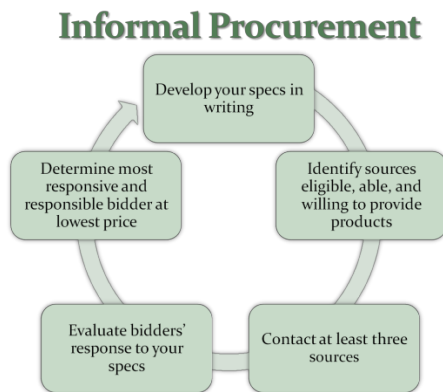 Informal Procurement
Develop your specs in
writing
Identify sources
eligible, able, and
willing to provide
products
Contact at least three
sources
Evaluate bidders'
response to your
specs
Determine most
responsive and
responsible bidder at
lowest price